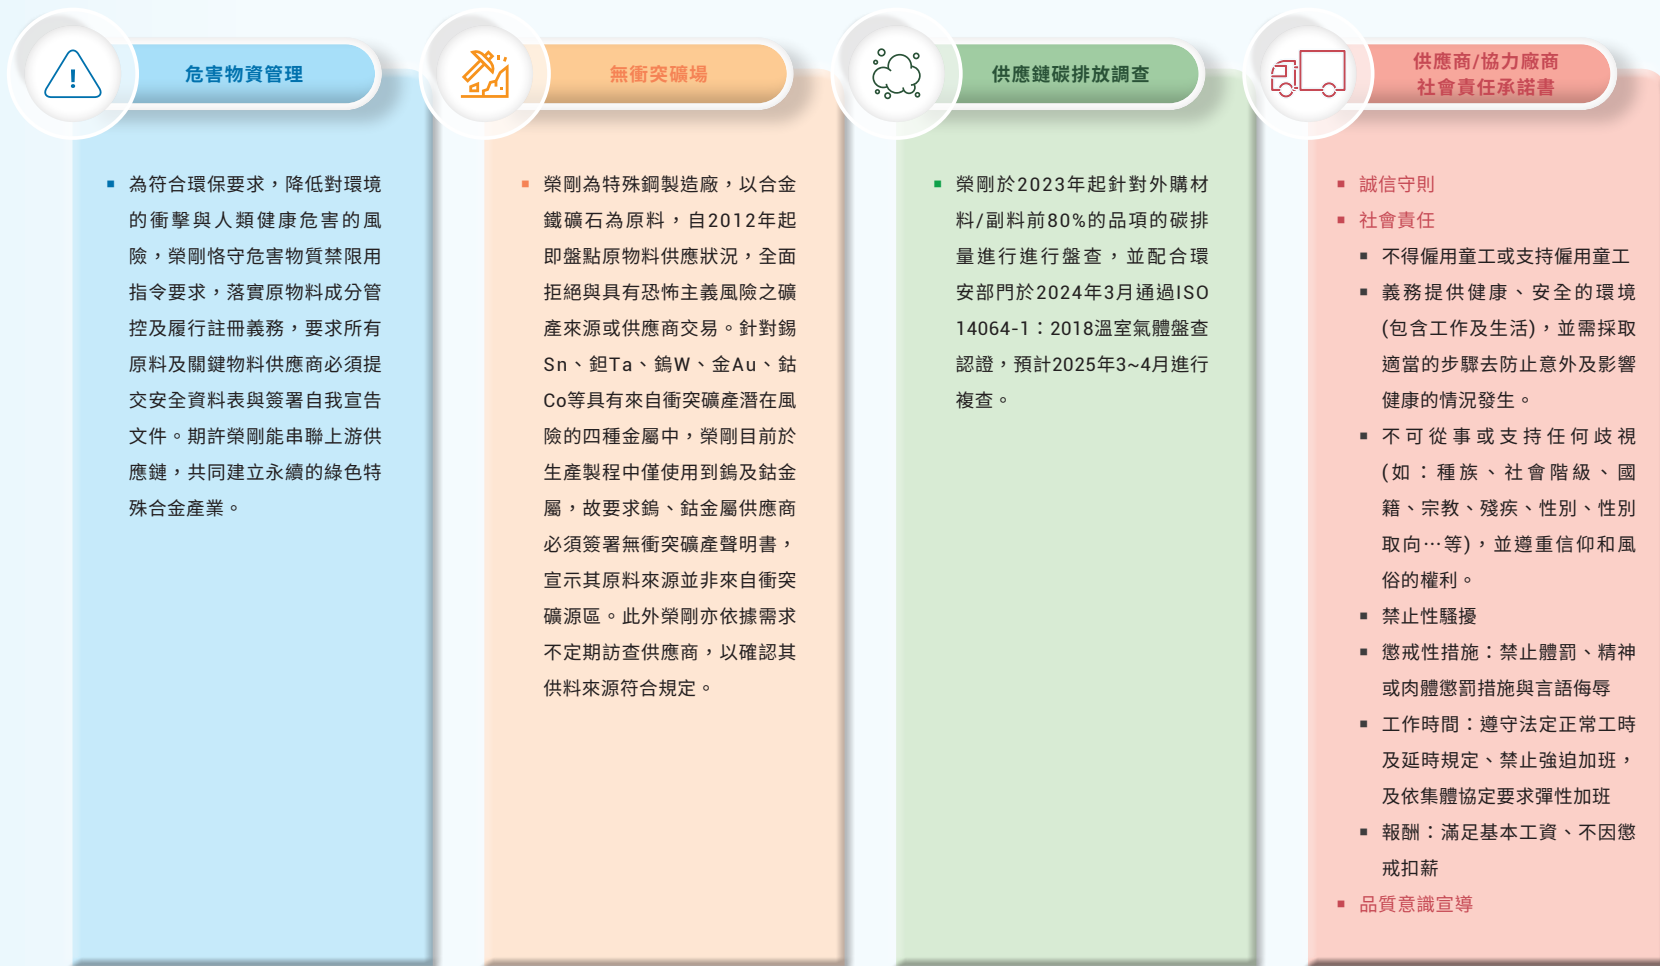 危害物資管理
為符合環保要求，降低對環境
的衝擊與人類健康危害的風
險，榮剛恪守危害物質禁限用
指令要求，落實原物料成分管
控及履行註冊義務，要求所有
原料及關鍵物料供應商必須提
交安全資料表與簽署自我宣告
文件。期許榮剛能串聯上游供
應鏈，共同建立永續的綠色特
殊合金產業。
無衝突礦場
榮剛為特殊鋼製造廠，以合金
鐵礦石為原料，自2012年起
即盤點原物料供應狀況，全面
拒絕與具有恐怖主義風險之礦
產來源或供應商交易。針對錫
Sn、鉭Ta、鎢W、金Au、鈷
Co等具有來自衝突礦產潛在風
險的四種金屬中，榮剛目前於
生產製程中僅使用到鎢及鈷金
屬，故要求鎢、鈷金屬供應商
必須簽署無衝突礦產聲明書，
宣示其原料來源並非來自衝突
礦源區。此外榮剛亦依據需求
不定期訪查供應商，以確認其
供料來源符合規定。
供應鏈碳排放調查
榮剛於2023年起針對外購材
料/副料前80%的品項的碳排
量進行進行盤查，並配合環
安部門於2024年3月通過ISO
14064-1：2018溫室氣體盤查
認證，預計2025年3~4月進行
複查。
供應商/協力廠商
社會責任承諾書
誠信守則
社會責任
不得僱用童工或支持僱用童工
義務提供健康、安全的環境
(包含工作及生活)，並需採取
適當的步驟去防止意外及影響
健康的情況發生。
不可從事或支持任何歧視
(如：種族、社會階級、國
籍、宗教、殘疾、性別、性別
取向…等)，並遵重信仰和風
俗的權利。
禁止性騷擾
懲戒性措施：禁止體罰、精神
或肉體懲罰措施與言語侮辱
工作時間：遵守法定正常工時
及延時規定、禁止強迫加班，
及依集體協定要求彈性加班
報酬：滿足基本工資、不因懲
戒扣薪
品質意識宣導